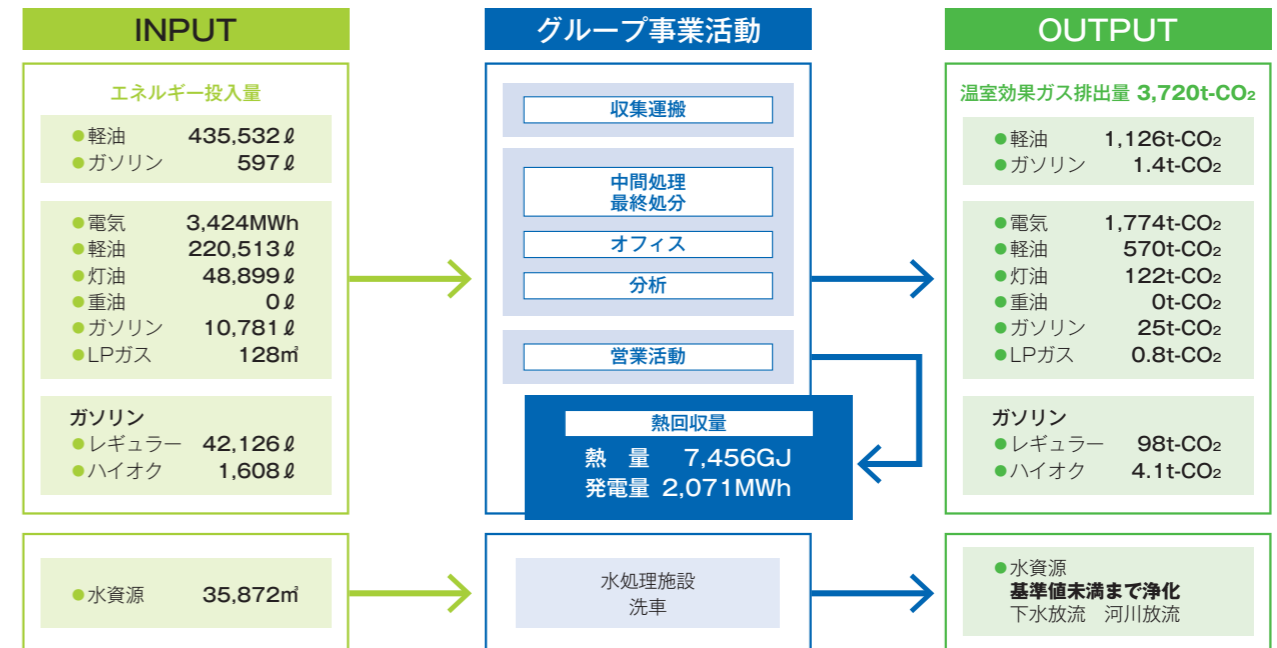 INPUT
エネルギー投入量
●軽油 435,532ℓ
●ガソリン 597ℓ
●電気 3,424MWh
●軽油 220,513ℓ
●灯油 48,899ℓ
●重油 0ℓ
●ガソリン 10,781ℓ
●LPガス 128㎥
ガソリン
●レギュラー 42,126ℓ
●ハイオク 1,608ℓ
●水資源 35,872㎥
グループ事業活動
収集運搬
中間処理
最終処分
オフィス
分析
営業活動
熱回収量
熱 量 7,456GJ
発電量 2,071MWh
水処理施設
洗車
OUTPUT
温室効果ガス排出量 3,720t-CO₂
●軽油 1,126t-CO₂
●ガソリン 1.4t-CO₂
●電気 1,774t-CO₂
●軽油 570t-CO₂
●灯油 122t-CO₂
●重油 0t-CO₂
●ガソリン 25t-CO₂
●LPガス 0.8t-CO₂
ガソリン
●レギュラー 98t-CO₂
●ハイオク 4.1t-CO₂
●水資源
基準値未満まで浄化
下水放流 河川放流